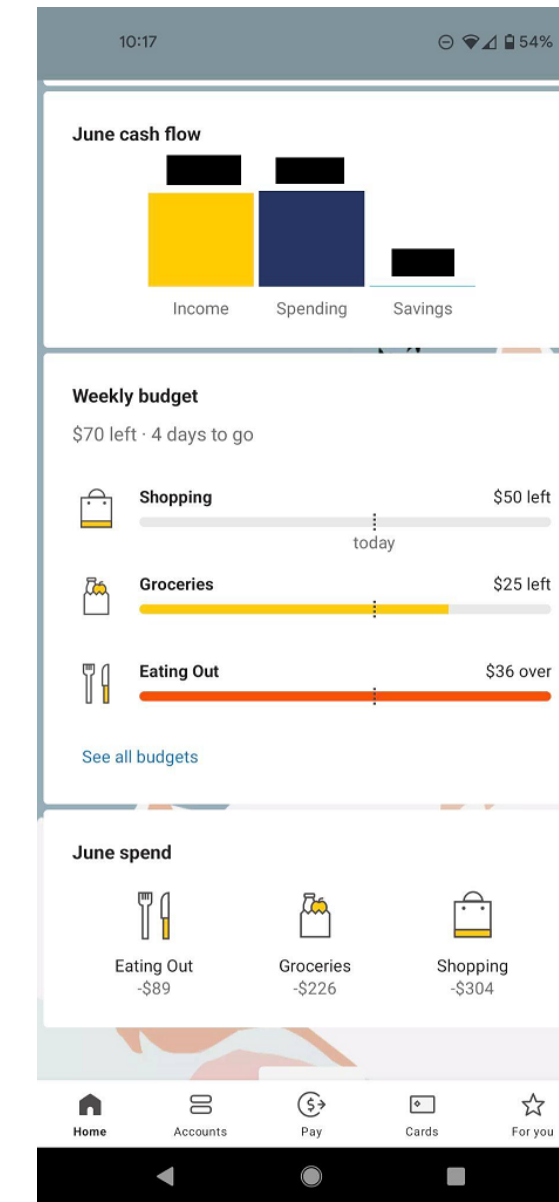 10:17 54%
June cash flow
Income Spending Savings
Weekly budget
$70 left · 4 days to go
Shopping $50 left
today
Groceries $25 left
Eating Out $36 over
See all budgets
June spend
Eating Out Groceries Shopping
-$89 -$226 -$304
Home Accounts Pay Cards For you